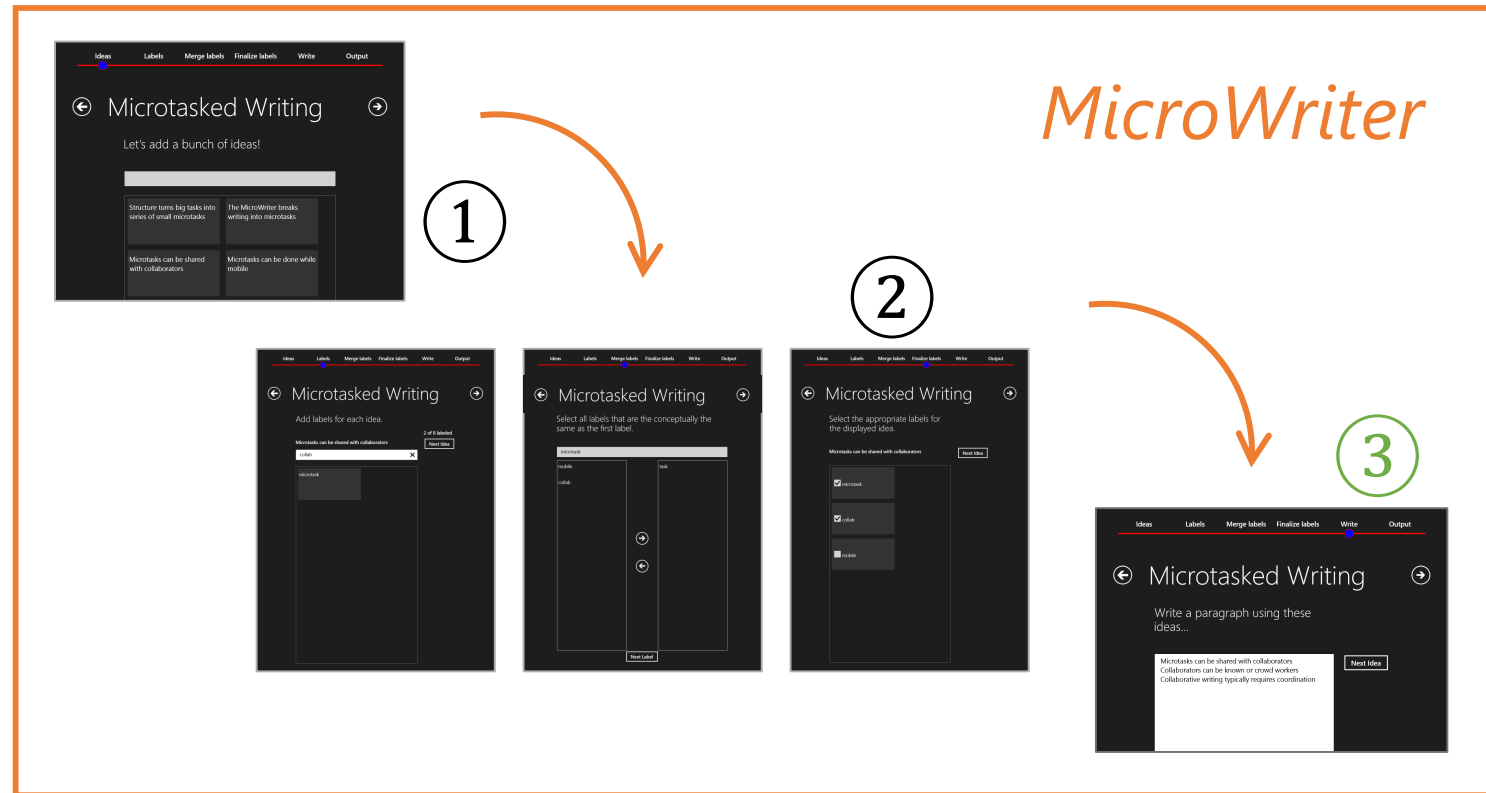 MicroWriter
Ideas Labels Merge labels Finalize labels Write Output
Microtasked Writing
Let's add a bunch of ideas!
Structure turns big tasks into
series of small microtasks
The MicroWriter breaks
writing into microtasks
Microtasks can be shared
with collaborators
Microtasks can be done while
mobile
1
2
Ideas Labels Merge labels Finalize labels Write Output
Microtasked Writing
Add labels for each idea.
2 of 8 labeled
Microtasks can be shared with collaborators
Next Idea
collab
microtask
Ideas Labels Merge labels Finalize labels Write Output
Microtasked Writing
Select all labels that are the conceptually the
same as the first label.
microtask
mobile
collab
task
Next Label
Ideas Labels Merge labels Finalize labels Write Output
Microtasked Writing
Select the appropriate labels for
the displayed idea.
Microtasks can be shared with collaborators
Next Idea
microtask
collab
mobile
3
Ideas Labels Merge labels Finalize labels Write Output
Microtasked Writing
Write a paragraph using these
ideas...
Microtasks can be shared with collaborators
Collaborators can be known or crowd workers
Collaborative writing typically requires coordination
Next Idea